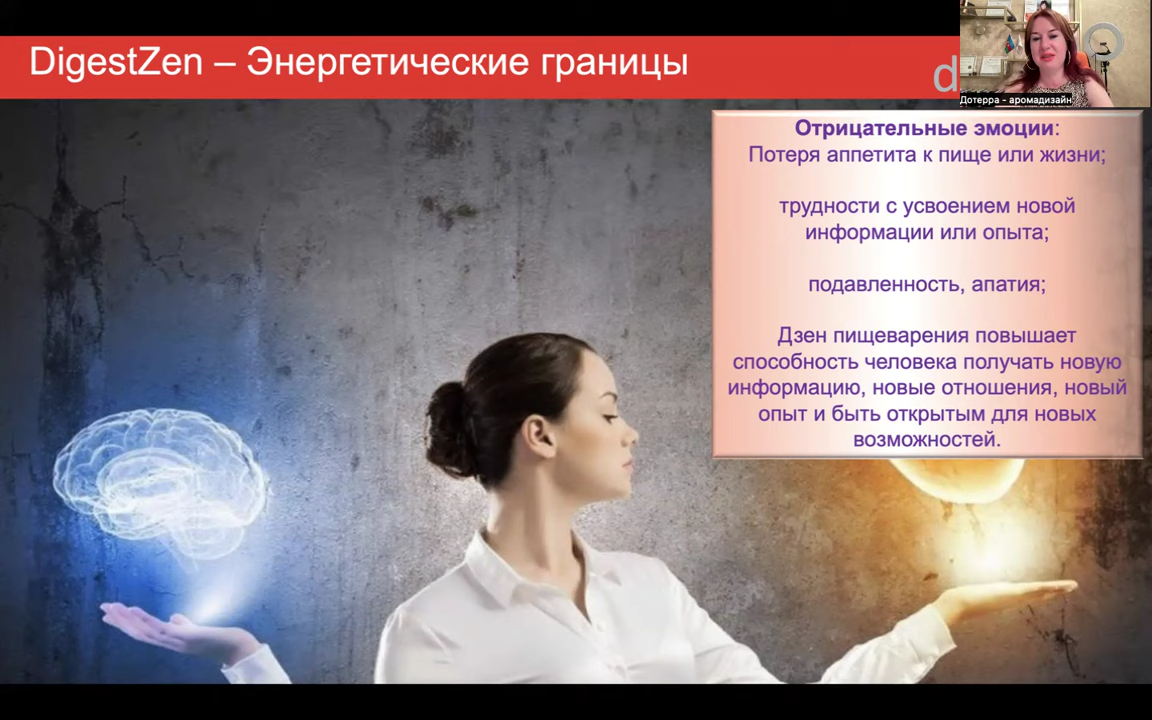 DigestZen – Энергетические границы
d
Дотерра - аромадизайн
Отрицательные эмоции:
Потеря аппетита к пище или жизни;
трудности с усвоением новой
информации или опыта;
подавленность, апатия;
Дзен пищеварения повышает
способность человека получать новую
информацию, новые отношения, новый
опыт и быть открытым для новых
возможностей.